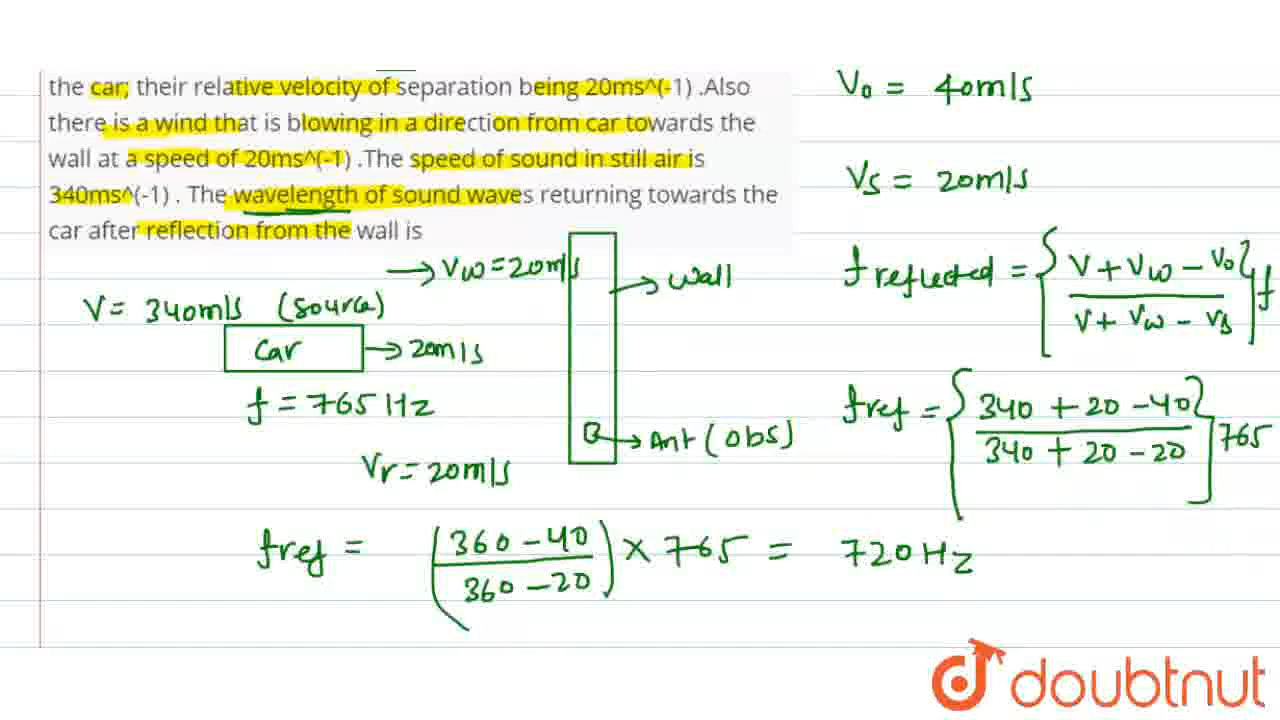 the car; their relative velocity of separation being 20ms^(-1) .Also
there is a wind that is blowing in a direction from car towards the
wall at a speed of 20ms^(-1) .The speed of sound in still air is
340ms^(-1) . The wavelength of sound waves returning towards the
car after reflection from the wall is
→ Vw = 20m/s
V = 340m/s (source)
Car → 20m/s
f = 765 Hz
Vr = 20m/s
→ wall
→ Ant (obs)
V0 = 40m/s
Vs = 20m/s
f reflected = { V + Vw - V0 / V + Vw - Vs } f
fref = { 340 + 20 - 40 / 340 + 20 - 20 } 765
fref = ( 360 - 40 / 360 - 20 ) × 765 = 720 Hz
doubtnut